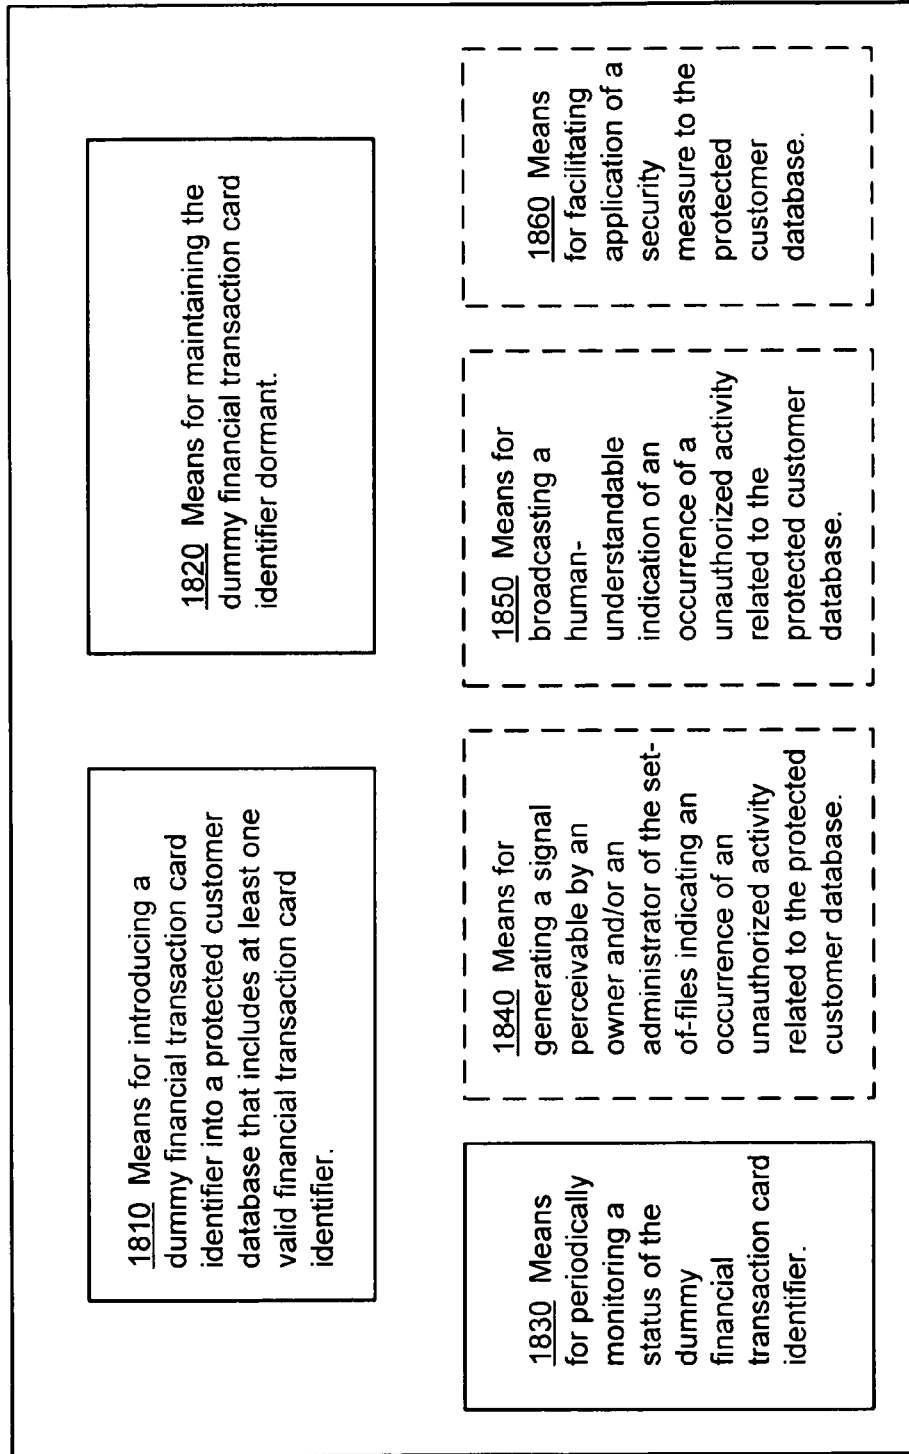 1810 Means for introducing a
dummy financial transaction card
identifier into a protected customer
database that includes at least one
valid financial transaction card
identifier.
1820 Means for maintaining the
dummy financial transaction card
identifier dormant.
1830 Means
for periodically
monitoring a
status of the
dummy
financial
transaction card
identifier.
1840 Means for
generating a signal
perceivable by an
owner and/or an
administrator of the set-
of-files indicating an
occurrence of an
unauthorized activity
related to the protected
customer database.
1850 Means for
broadcasting a
human-
understandable
indication of an
occurrence of a
unauthorized activity
related to the
protected customer
database.
1860 Means
for facilitating
application of a
security
measure to the
protected
customer
database.